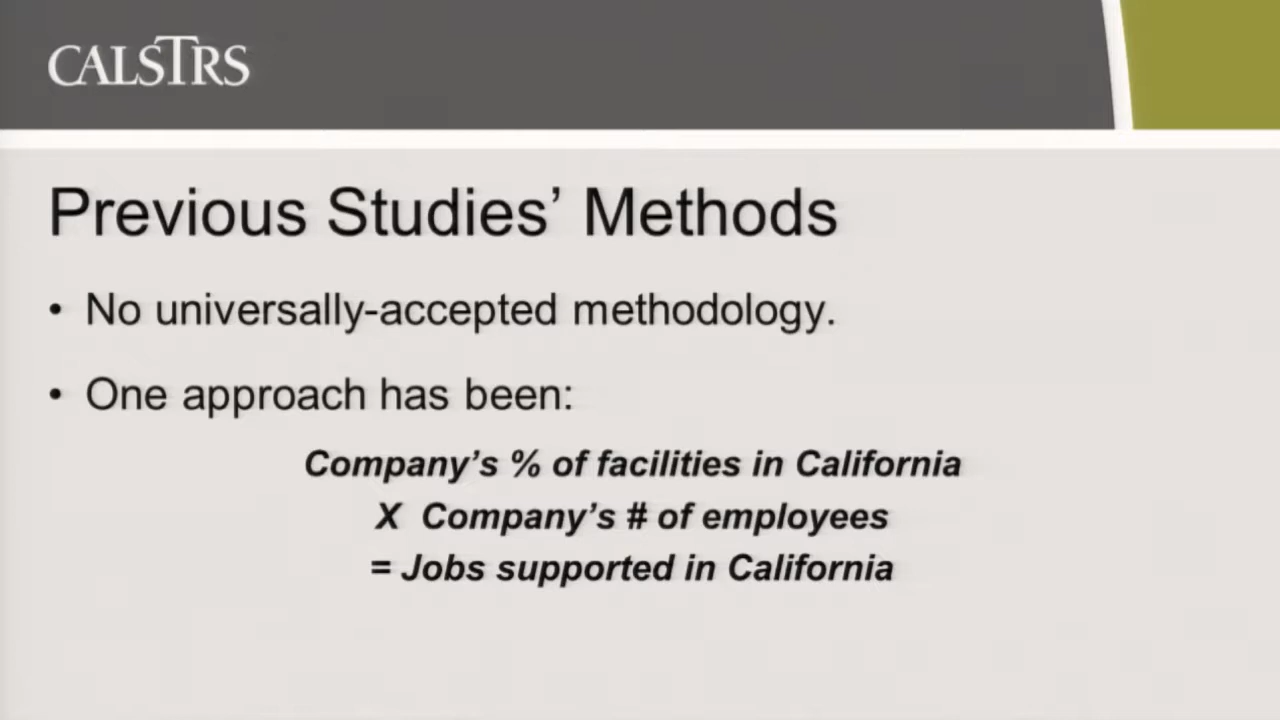 CALSTRS
Previous Studies’ Methods
• No universally-accepted methodology.
• One approach has been:
Company’s % of facilities in California
X Company’s # of employees
= Jobs supported in California